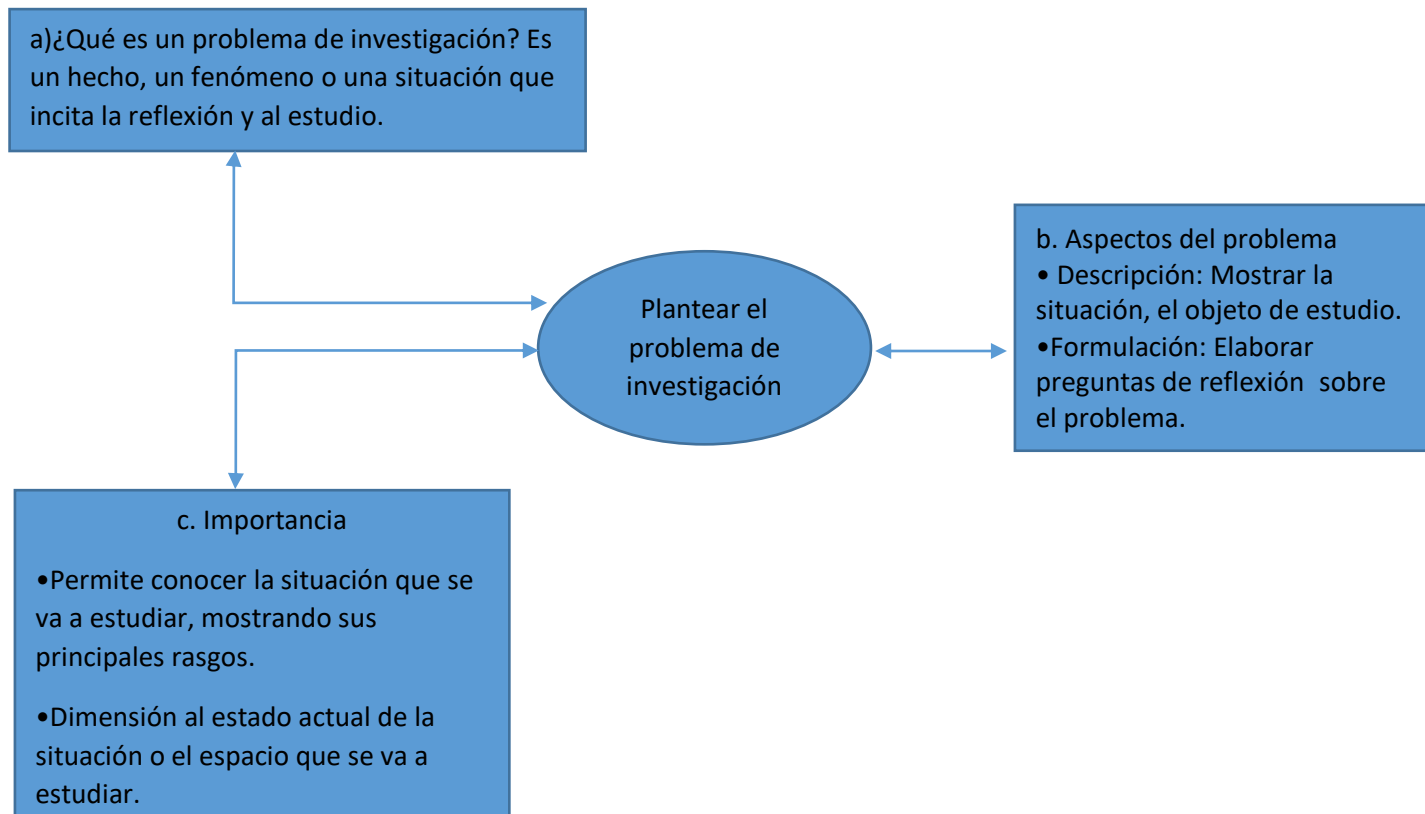 a)¿Qué es un problema de investigación? Es
un hecho, un fenómeno o una situación que
incita la reflexión y al estudio.
b. Aspectos del problema
• Descripción: Mostrar la
situación, el objeto de estudio.
•Formulación: Elaborar
preguntas de reflexión sobre
el problema.
Plantear el
problema de
investigación
c. Importancia
•Permite conocer la situación que se
va a estudiar, mostrando sus
principales rasgos.
•Dimensión al estado actual de la
situación o el espacio que se va a
estudiar.